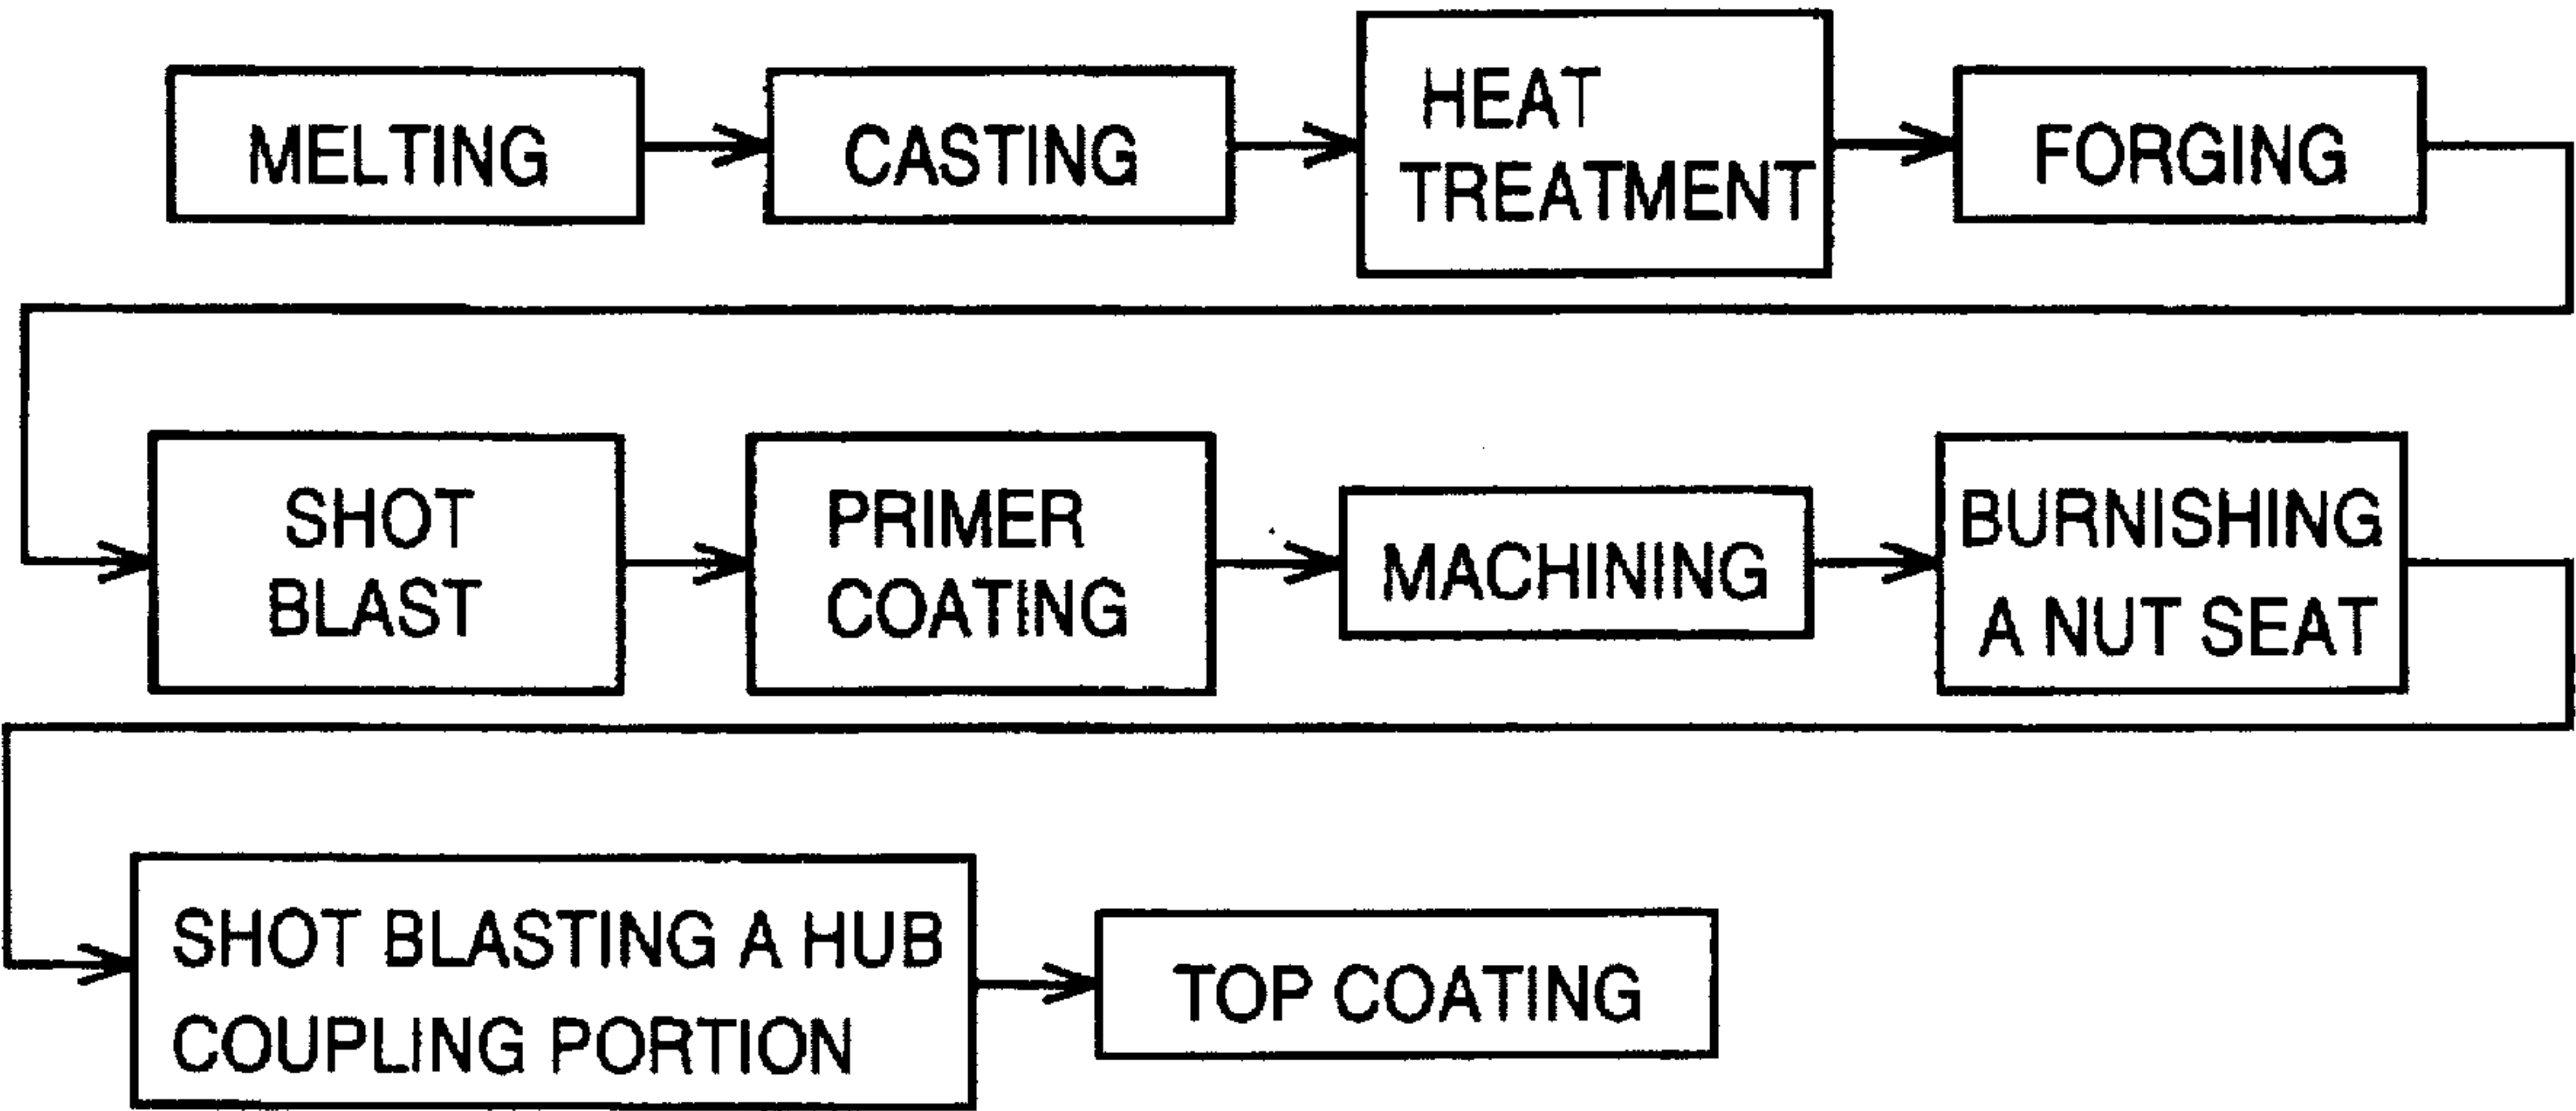 MELTING
CASTING
HEAT
TREATMENT
FORGING
SHOT
BLAST
PRIMER
COATING
MACHINING
BURNISHING
A NUT SEAT
SHOT BLASTING A HUB
COUPLING PORTION
TOP COATING